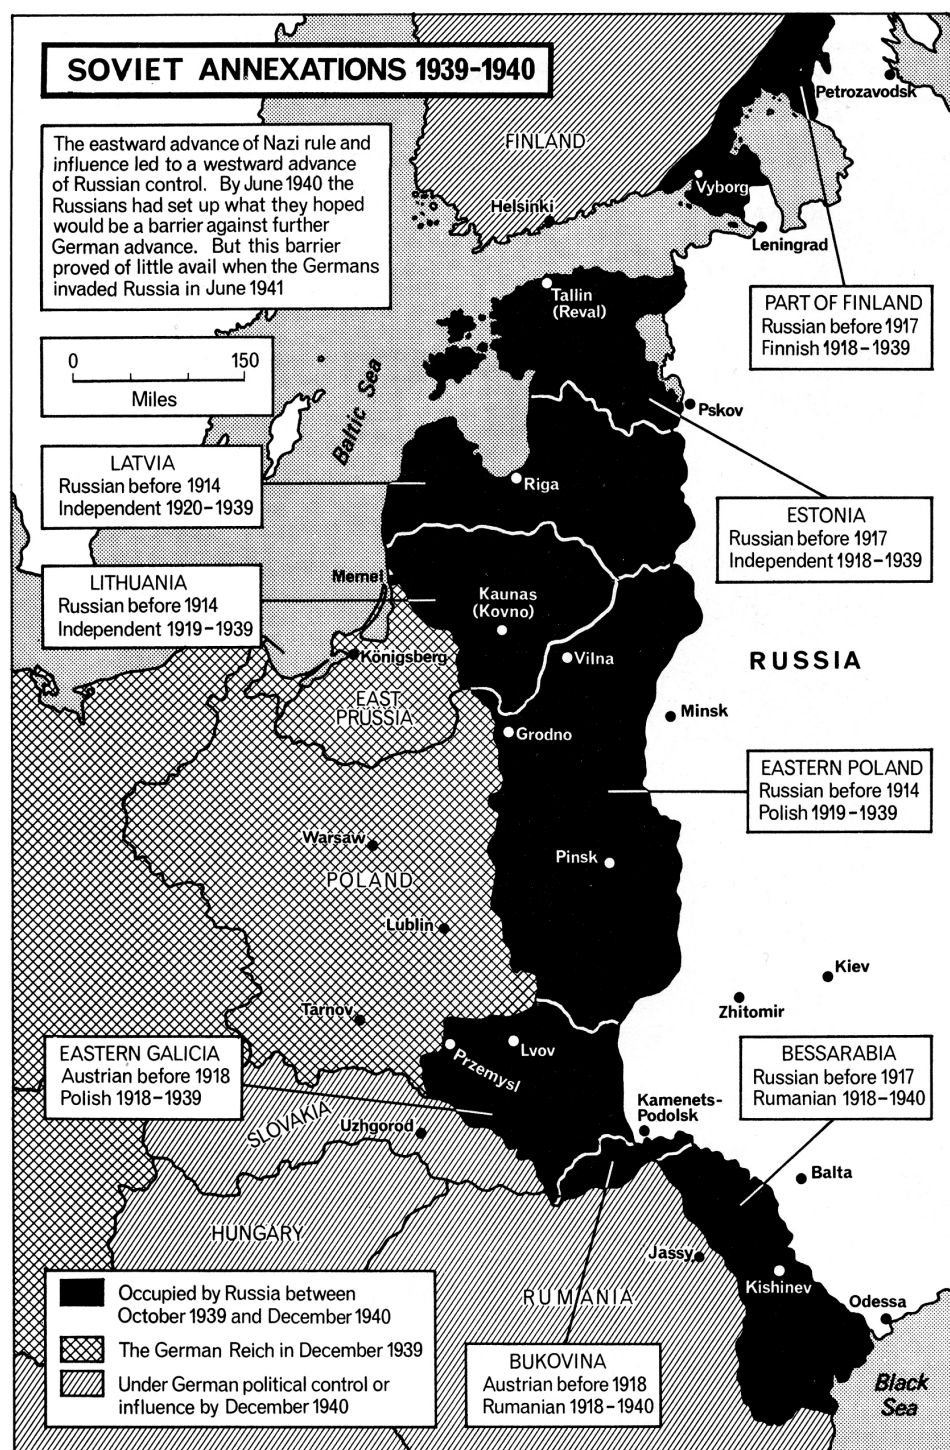 SOVIET ANNEXATIONS 1939-1940
The eastward advance of Nazi rule and
influence led to a westward advance
of Russian control. By June 1940 the
Russians had set up what they hoped
would be a barrier against further
German advance. But this barrier
proved of little avail when the Germans
invaded Russia in June 1941
0 150
Miles
FINLAND
Petrozavodsk
Vyborg
Helsinki
Leningrad
PART OF FINLAND
Russian before 1917
Finnish 1918-1939
Tallin
(Reval)
Baltic Sea
Pskov
LATVIA
Russian before 1914
Independent 1920-1939
Riga
ESTONIA
Russian before 1917
Independent 1918-1939
LITHUANIA
Russian before 1914
Independent 1919-1939
Memel
Kaunas
(Kovno)
Königsberg
Vilna
RUSSIA
EAST
PRUSSIA
Minsk
Grodno
EASTERN POLAND
Russian before 1914
Polish 1919-1939
Warsaw
POLAND
Pinsk
Lublin
Kiev
Zhitomir
Tarnov
EASTERN GALICIA
Austrian before 1918
Polish 1918-1939
Przemysl
Lvov
BESSARABIA
Russian before 1917
Rumanian 1918-1940
SLOVAKIA
Uzhgorod
Kamenets-
Podolsk
Balta
HUNGARY
Jassy
Kishinev
RUMANIA
Odessa
Occupied by Russia between
October 1939 and December 1940
The German Reich in December 1939
Under German political control or
influence by December 1940
BUKOVINA
Austrian before 1918
Rumanian 1918-1940
Black
Sea